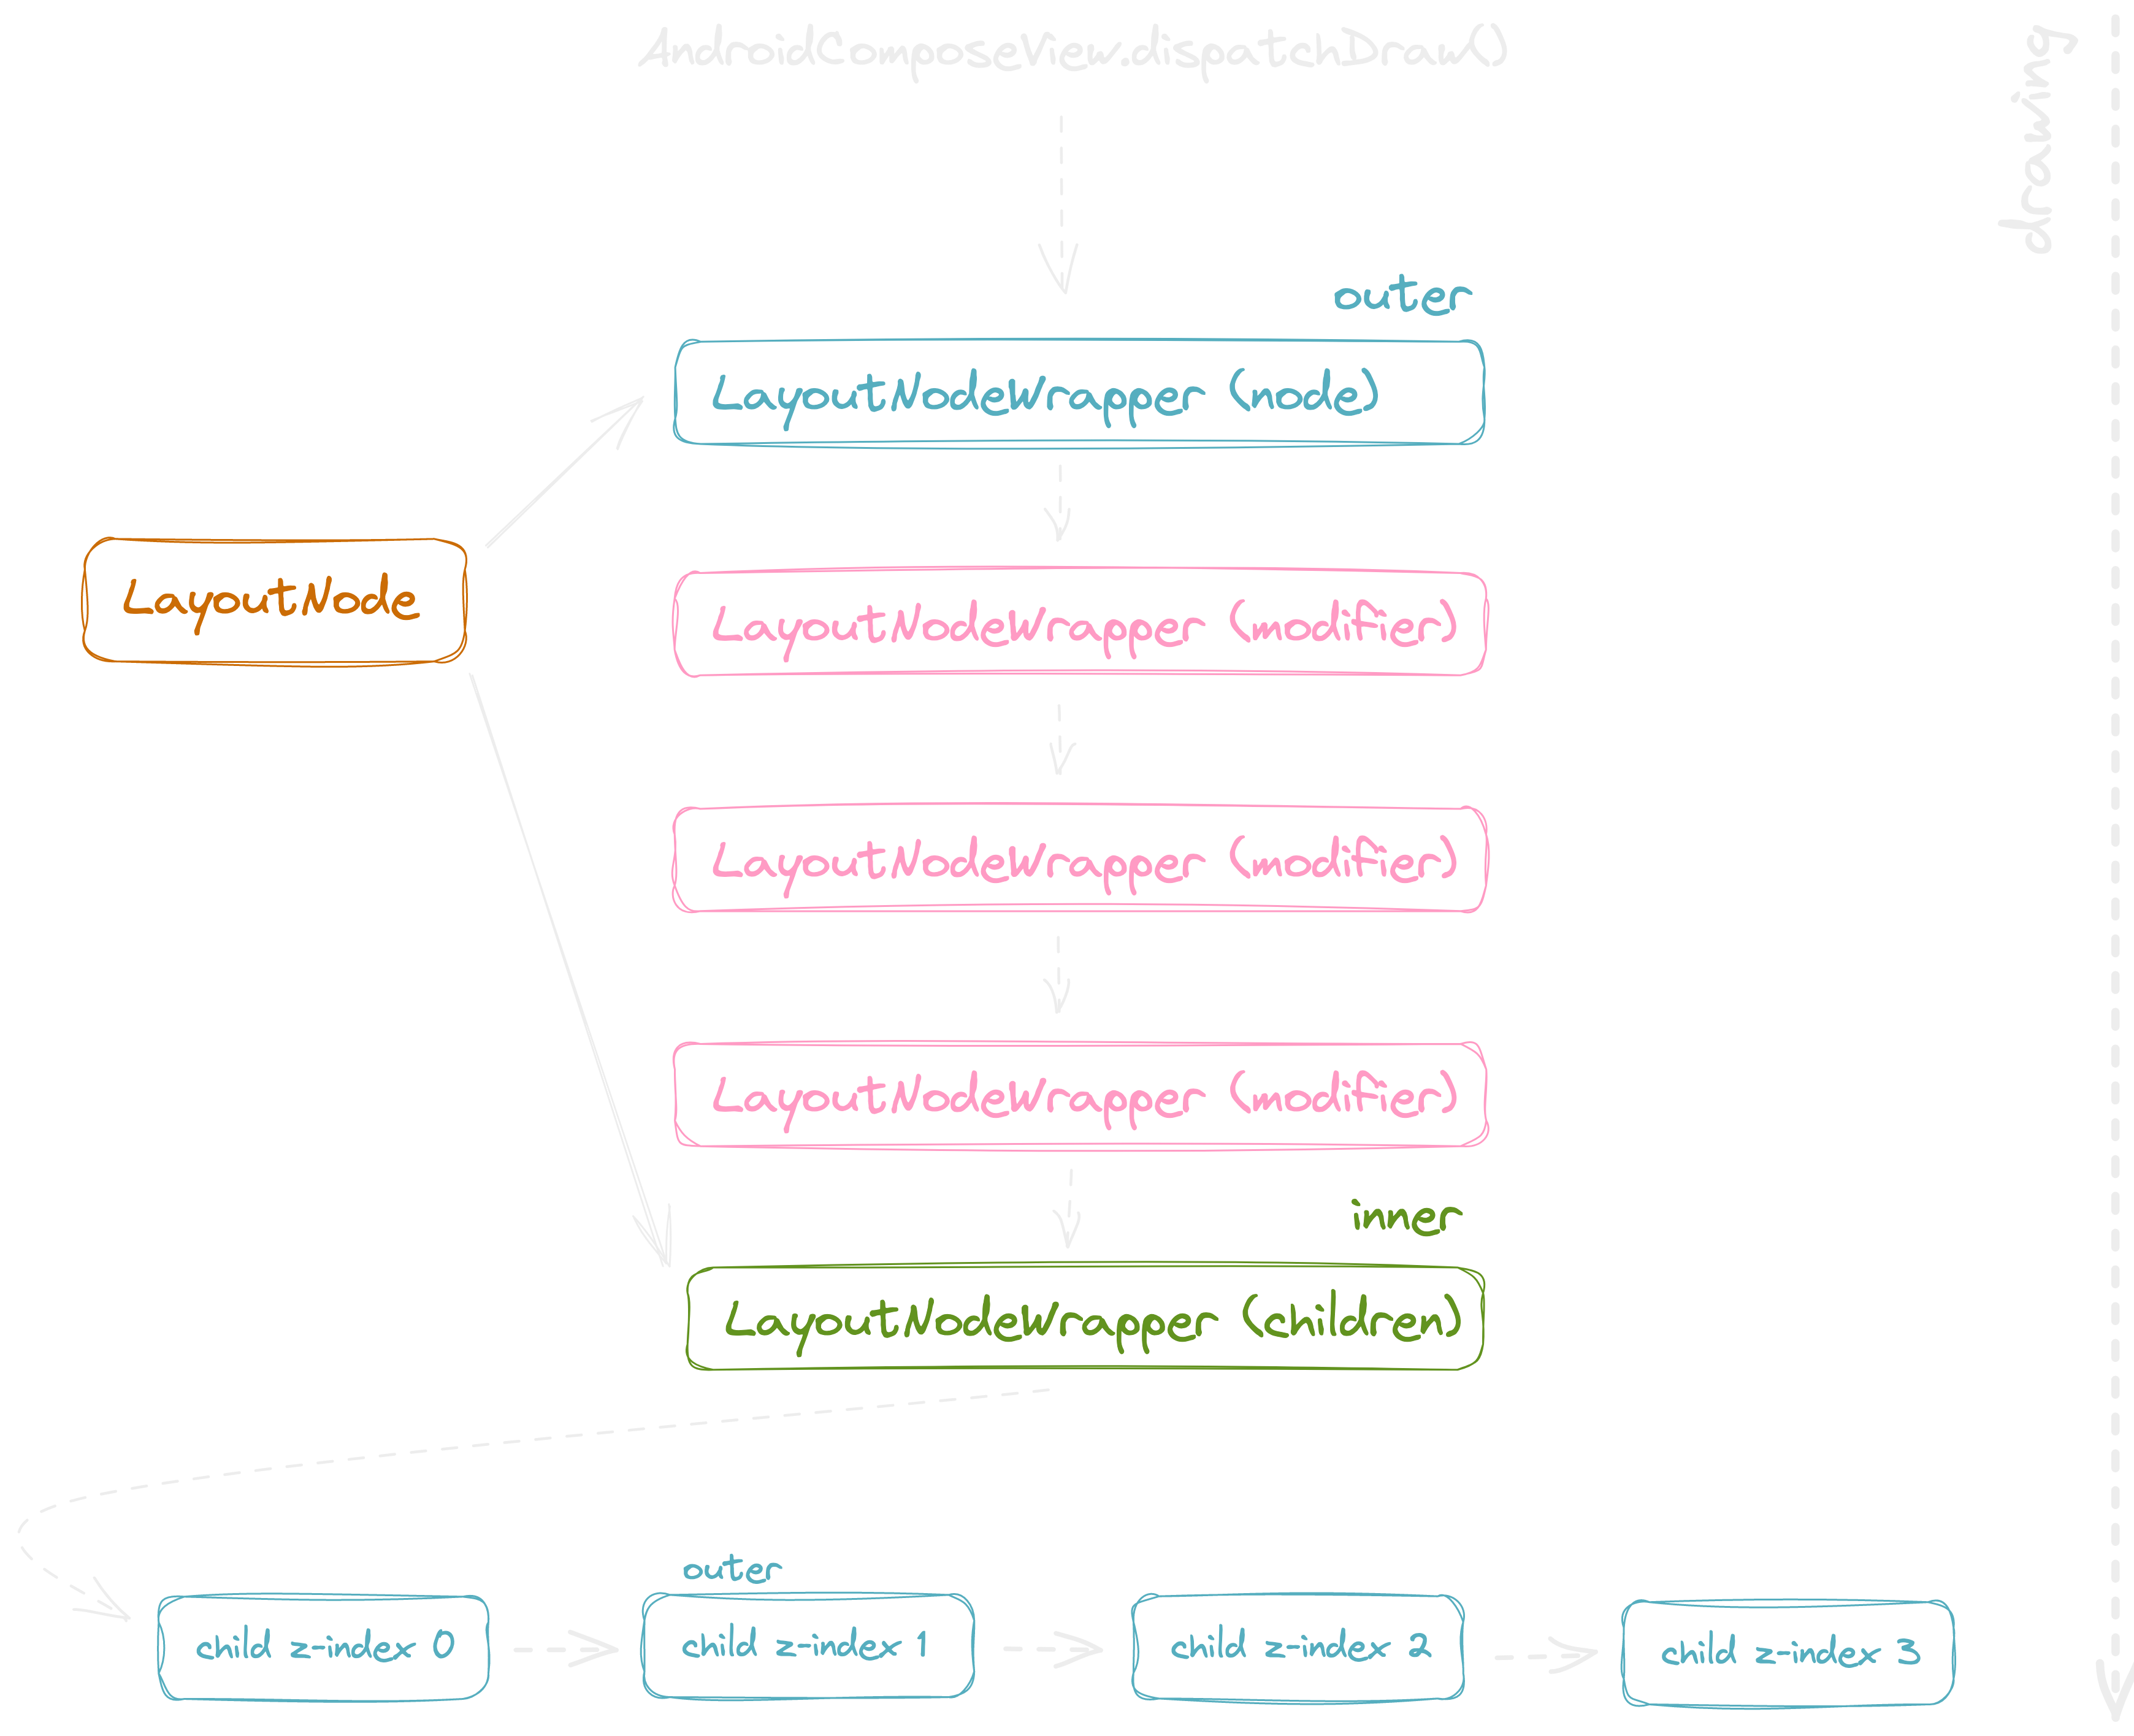 AndroidComposeView.dispatchDraw()
drawing
outer
LayoutNodeWrapper (node)
LayoutNode
LayoutNodeWrapper (modifier)
LayoutNodeWrapper (modifier)
LayoutNodeWrapper (modifier)
inner
LayoutNodeWrapper (children)
outer
child z-index 0
child z-index 1
child z-index 2
child z-index 3